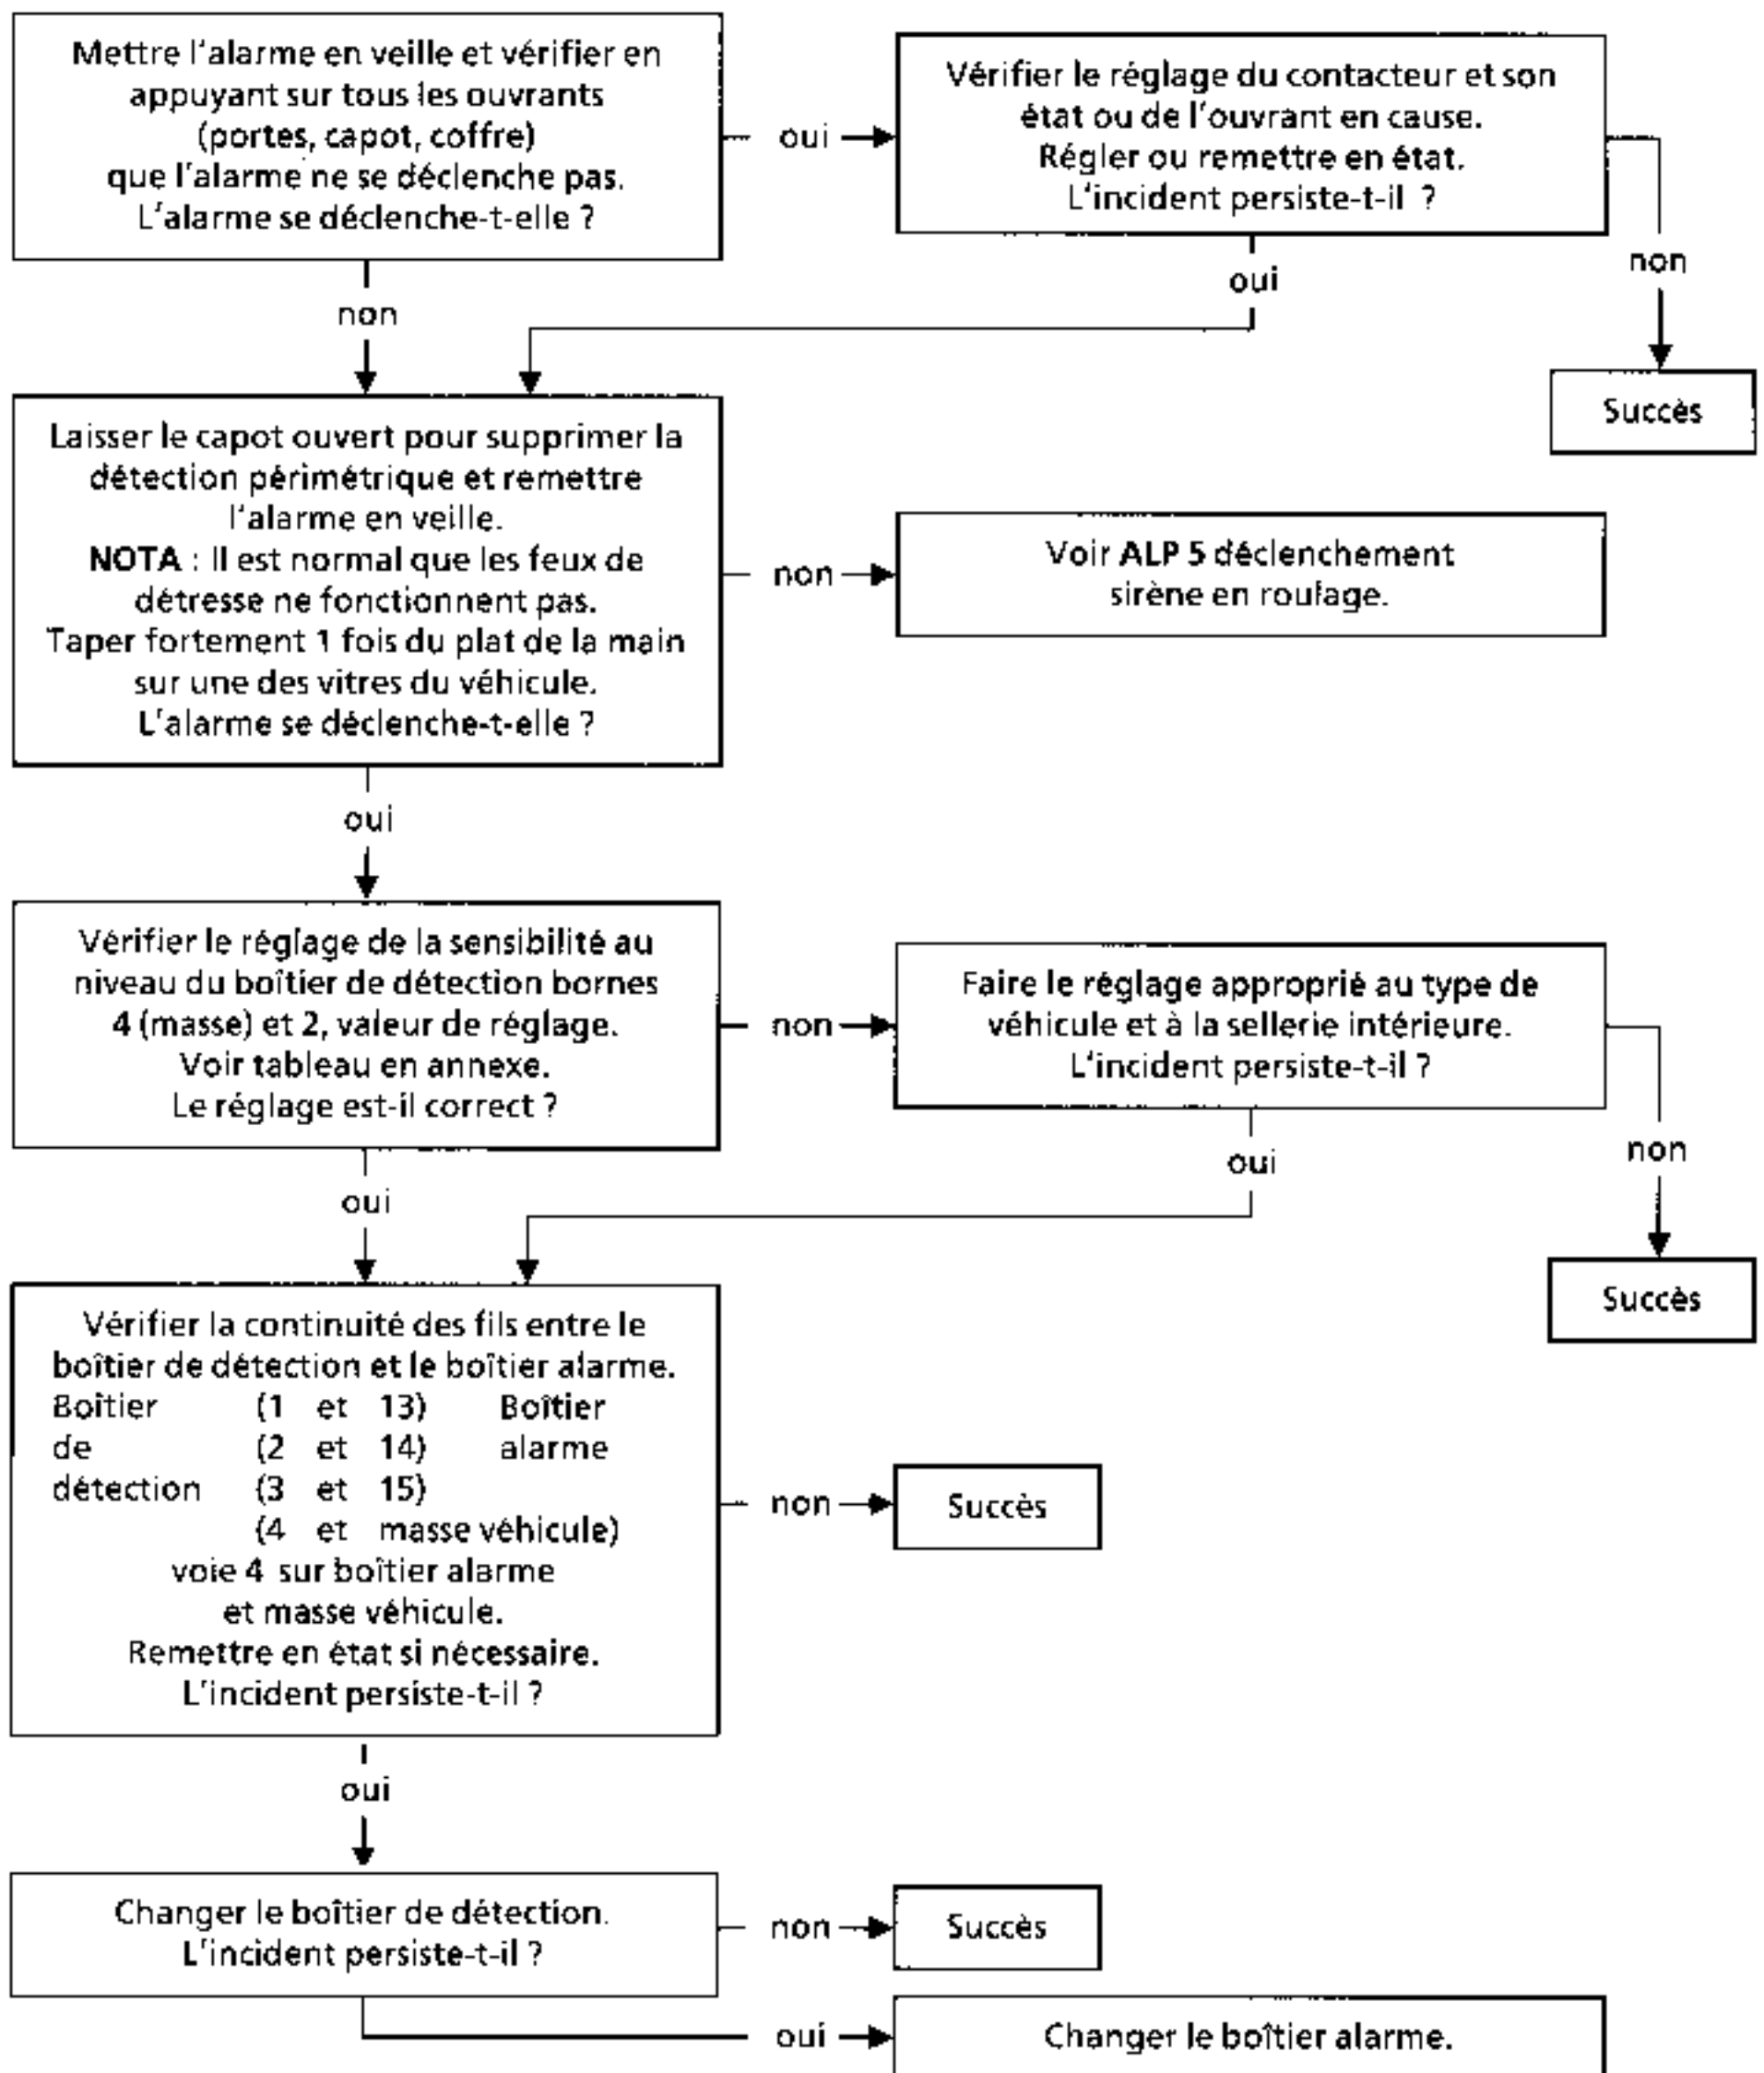 Mettre l'alarme en veille et vérifier en
appuyant sur tous les ouvrants
(portes, capot, coffre)
que l'alarme ne se déclenche pas.
L'alarme se déclenche-t-elle ?
oui
Vérifier le réglage du contacteur et son
état ou de l'ouvrant en cause.
Régler ou remettre en état.
L'incident persiste-t-il ?
non
oui
non
Succès
Laisser le capot ouvert pour supprimer la
détection périmétrique et remettre
l'alarme en veille.
NOTA : Il est normal que les feux de
détresse ne fonctionnent pas.
Taper fortement 1 fois du plat de la main
sur une des vitres du véhicule.
L'alarme se déclenche-t-elle ?
non
Voir ALP 5 déclenchement
sirène en roulage.
oui
Vérifier le réglage de la sensibilité au
niveau du boîtier de détection bornes
4 (masse) et 2, valeur de réglage.
Voir tableau en annexe.
Le réglage est-il correct ?
non
Faire le réglage approprié au type de
véhicule et à la sellerie intérieure.
L'incident persiste-t-il ?
oui
oui
non
Succès
Vérifier la continuité des fils entre le
boîtier de détection et le boîtier alarme.
Boîtier (1 et 13) Boîtier
de (2 et 14) alarme
détection (3 et 15)
(4 et masse véhicule)
voie 4 sur boîtier alarme
et masse véhicule.
Remettre en état si nécessaire.
L'incident persiste-t-il ?
non
Succès
oui
Changer le boîtier de détection.
L'incident persiste-t-il ?
non
Succès
oui
Changer le boîtier alarme.